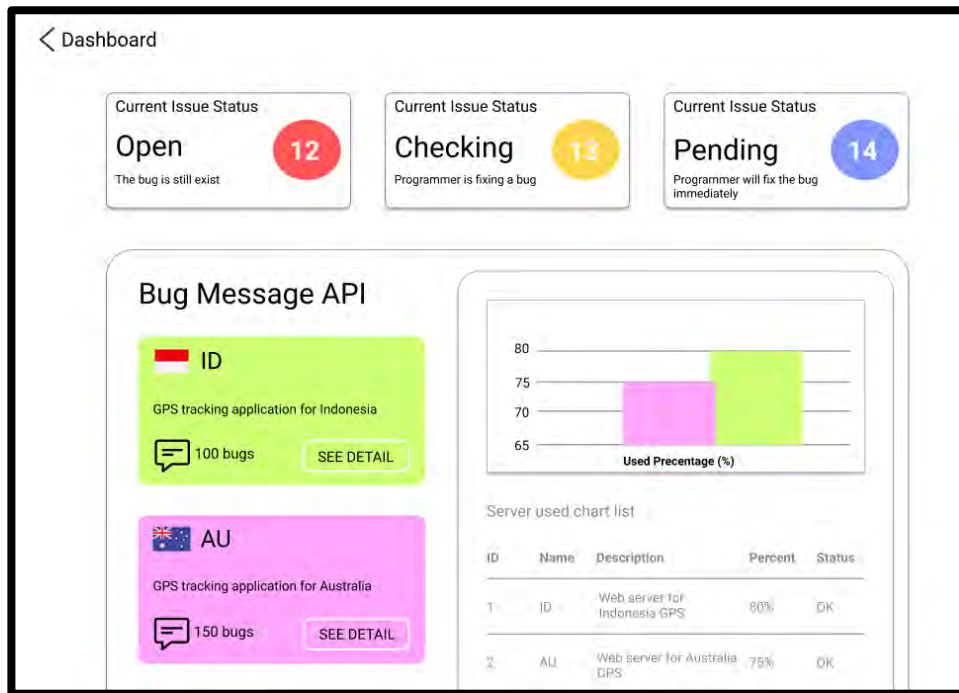 Dashboard
Current Issue Status
Open
12
The bug is still exist
Current Issue Status
Checking
13
Programmer is fixing a bug
Current Issue Status
Pending
14
Programmer will fix the bug
immediately
Bug Message API
ID
GPS tracking application for Indonesia
100 bugs
SEE DETAIL
AU
GPS tracking application for Australia
150 bugs
SEE DETAIL
80
75
70
65
Used Precentage (%)
Server used chart list
ID Name Description Percent Status
1 ID Web server for
Indonesia GPS 80% OK
2 AU Web server for Australia
GPS 75% OK